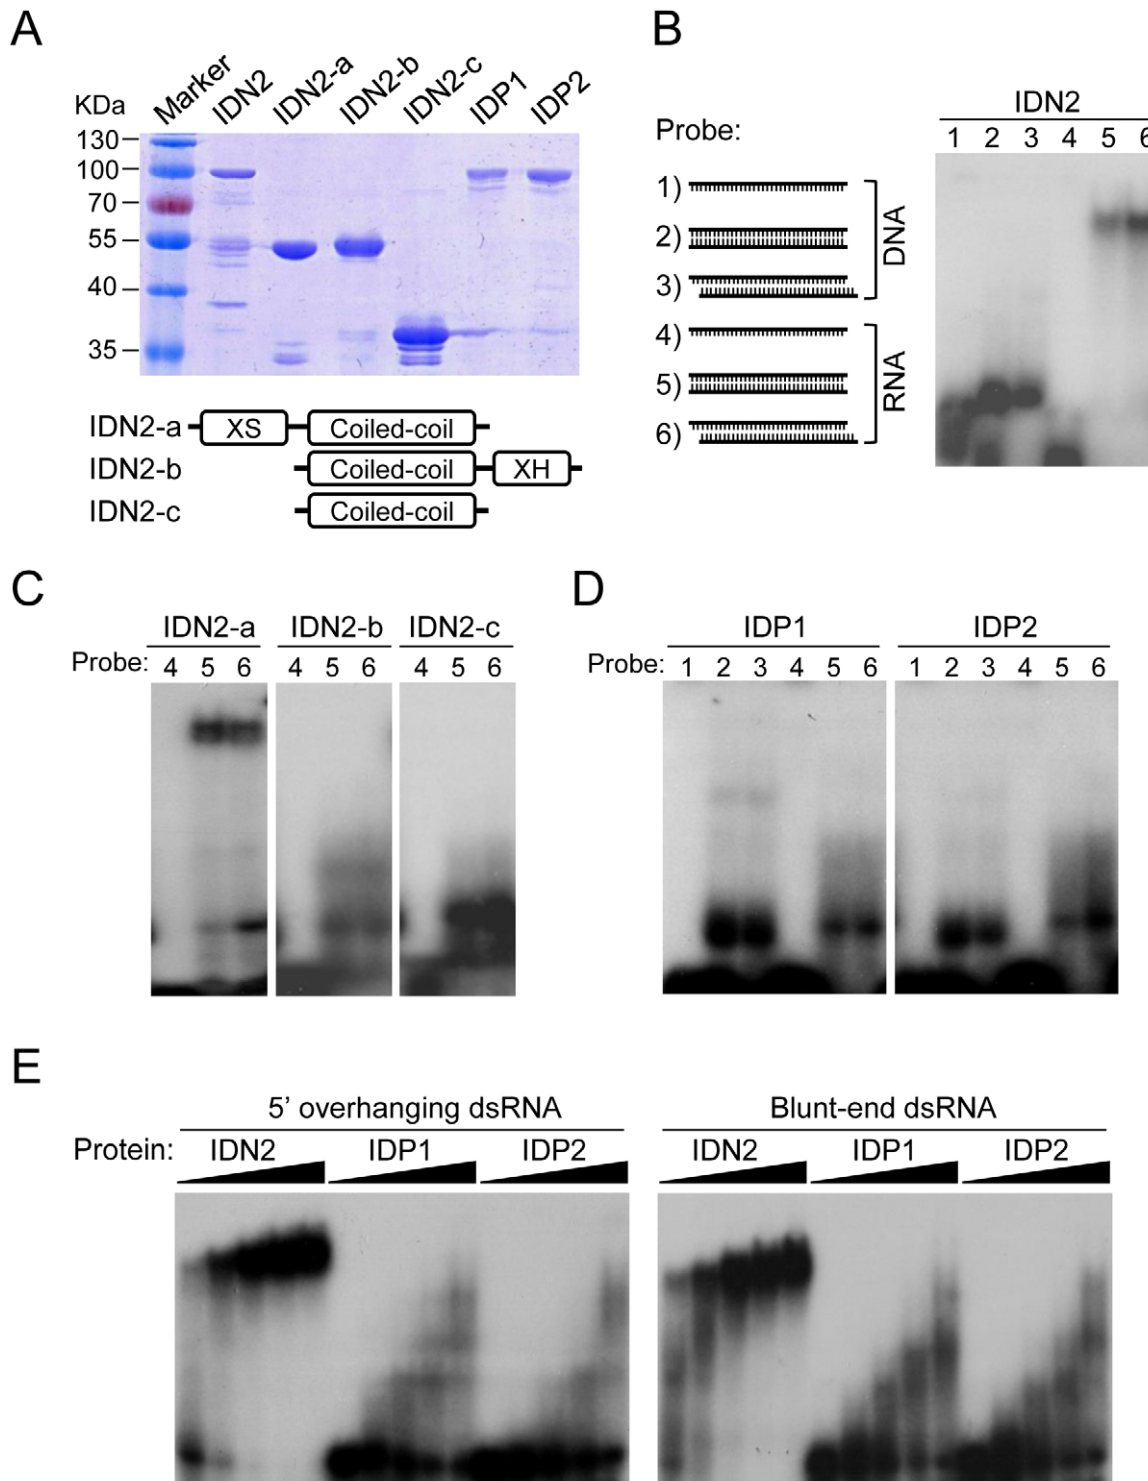 A
KDa Marker IDN2 IDN2-a IDN2-b IDN2-c IDP1 IDP2
130
100
70
55
40
35
IDN2-a XS Coiled-coil
IDN2-b Coiled-coil XH
IDN2-c Coiled-coil
B
IDN2
Probe: 1 2 3 4 5 6
1)
2)
3)
DNA
4)
5)
6)
RNA
C
IDN2-a IDN2-b IDN2-c
Probe: 4 5 6 4 5 6 4 5 6
D
IDP1 IDP2
Probe: 1 2 3 4 5 6 1 2 3 4 5 6
E
5’ overhanging dsRNA Blunt-end dsRNA
Protein: IDN2 IDP1 IDP2 IDN2 IDP1 IDP2